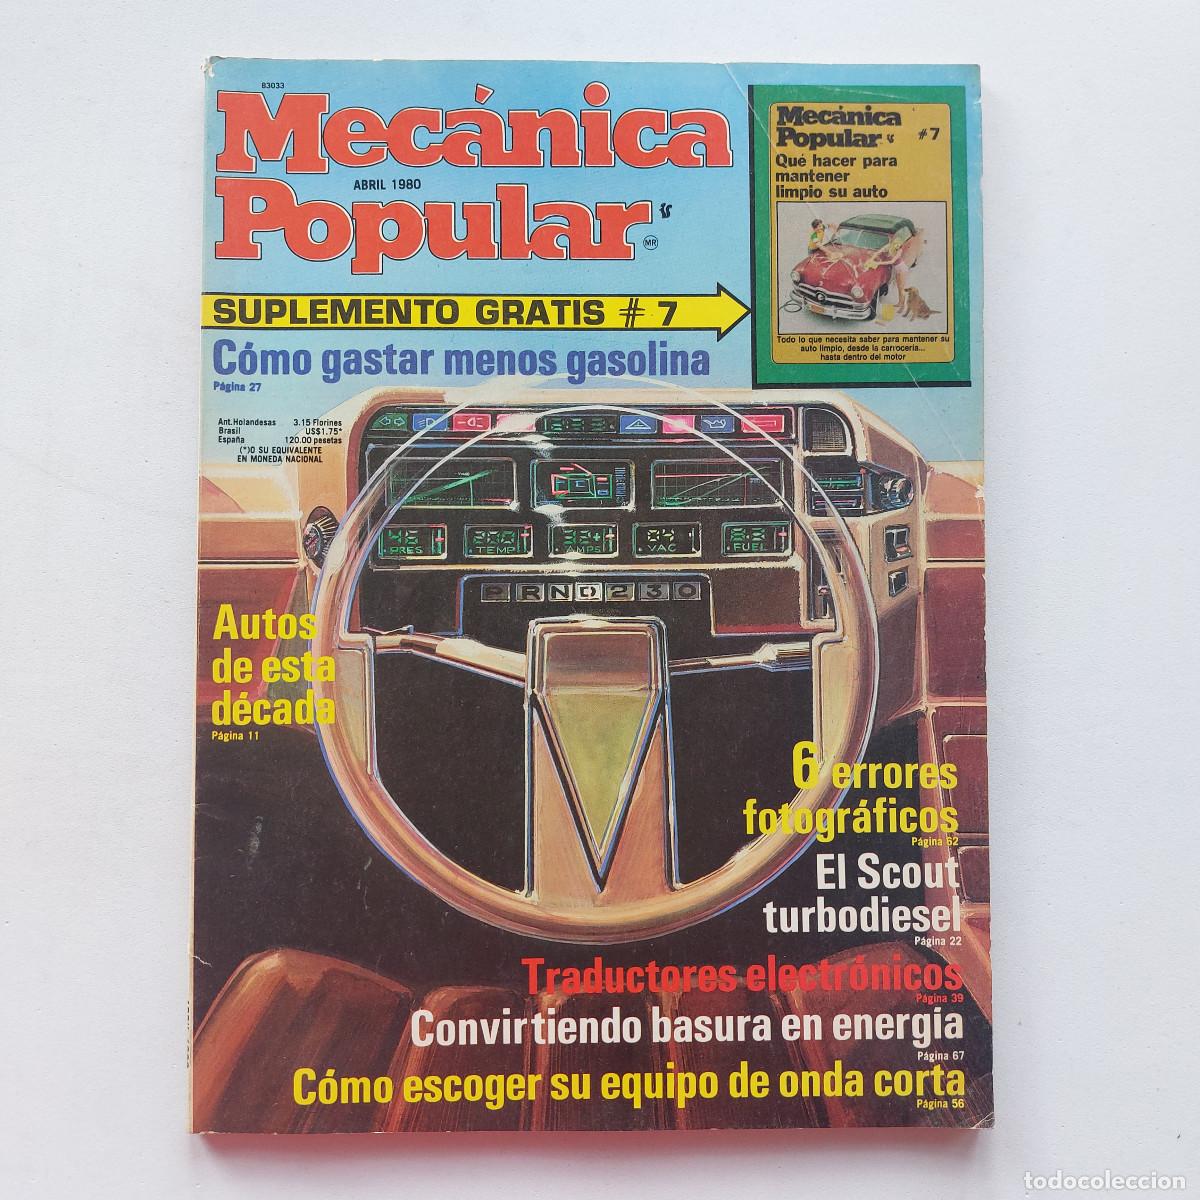 83033
Mecánica
ABRIL 1980
Popular
MR
SUPLEMENTO GRATIS # 7
Cómo gastar menos gasolina
Página 27
Mecánica
Popular
#7
Qué hacer para
mantener
limpio su auto
Todo lo que necesita saber para mantener su
auto limpio, desde la carrocería...
hasta dentro del motor
Ant.Holandesas 3.15 Florines
Brasil US$1.75*
España 120.00 pesetas
(*)O SU EQUIVALENTE
EN MONEDA NACIONAL
PRES
TEMP
AMPS
VAC
FUEL
P R N D 2 3 0
Autos
de esta
década
Página 11
6 errores
fotográficos
Página 62
El Scout
turbodiesel
Página 22
Traductores electrónicos
Página 39
Convirtiendo basura en energía
Página 67
Cómo escoger su equipo de onda corta
Página 56
todocoleccion